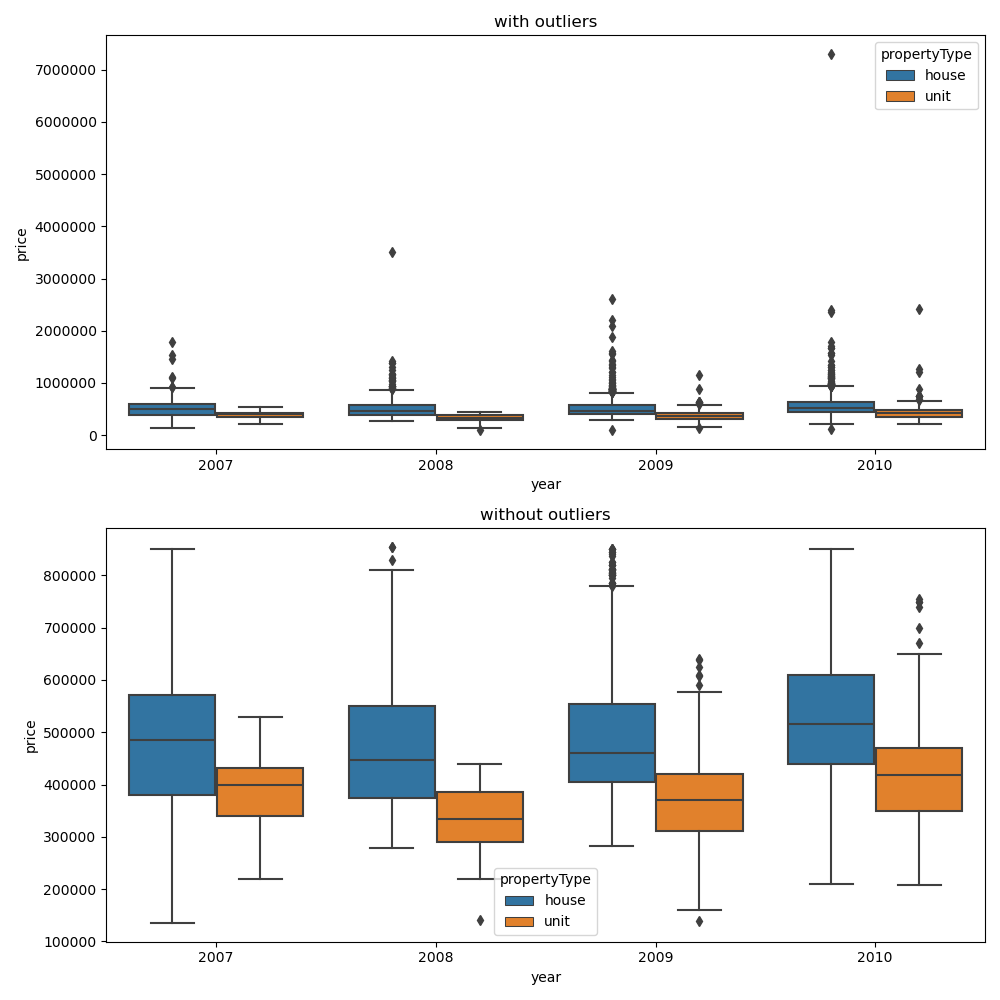 with outliers
propertyType
house
unit
7000000
6000000
5000000
4000000
3000000
2000000
1000000
0
price
2007 2008 2009 2010
year
without outliers
800000
700000
600000
500000
400000
300000
200000
100000
price
propertyType
house
unit
2007 2008 2009 2010
year